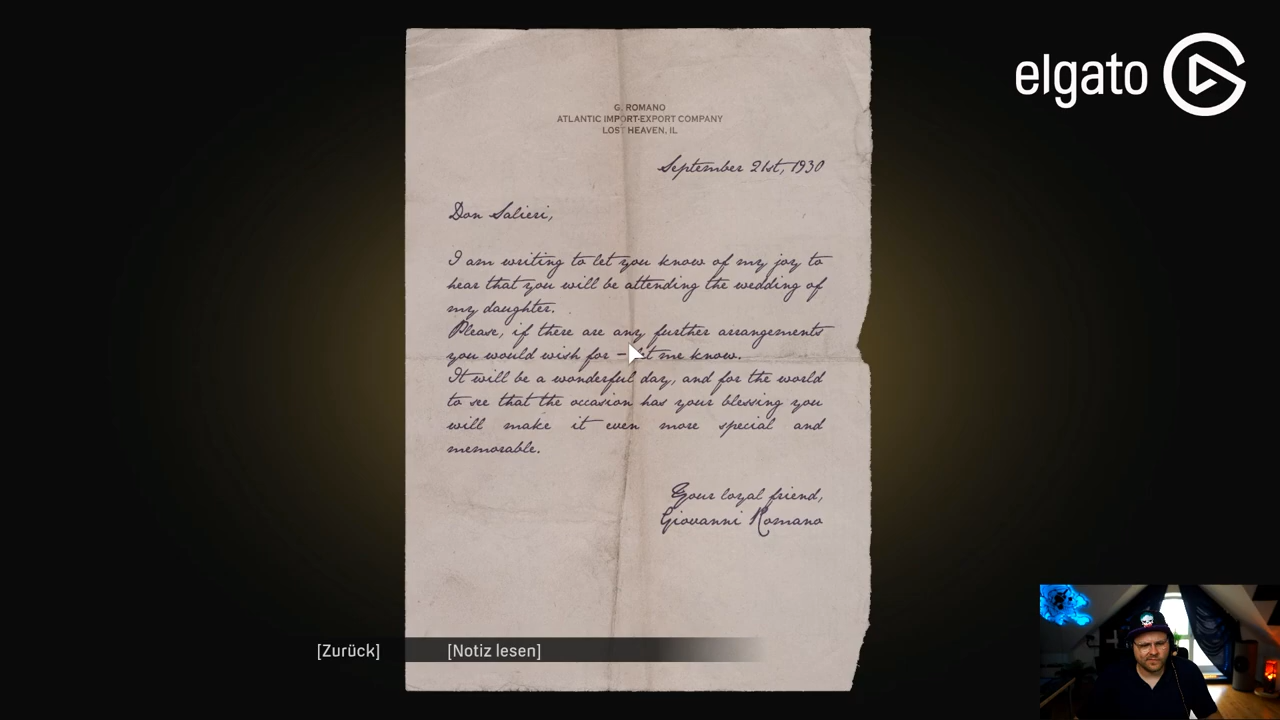 elgato
G. ROMANO
ATLANTIC IMPORT-EXPORT COMPANY
LOST HEAVEN, IL
September 21st, 1930
Don Salieri,
I am writing to let you know of my joy to
hear that you will be attending the wedding of
my daughter.
Please, if there are any further arrangements
you would wish for – let me know.
It will be a wonderful day, and for the world
to see that the occasion has your blessing you
will make it even more special and
memorable.
Your loyal friend,
Giovanni Romano
[Zurück] [Notiz lesen]